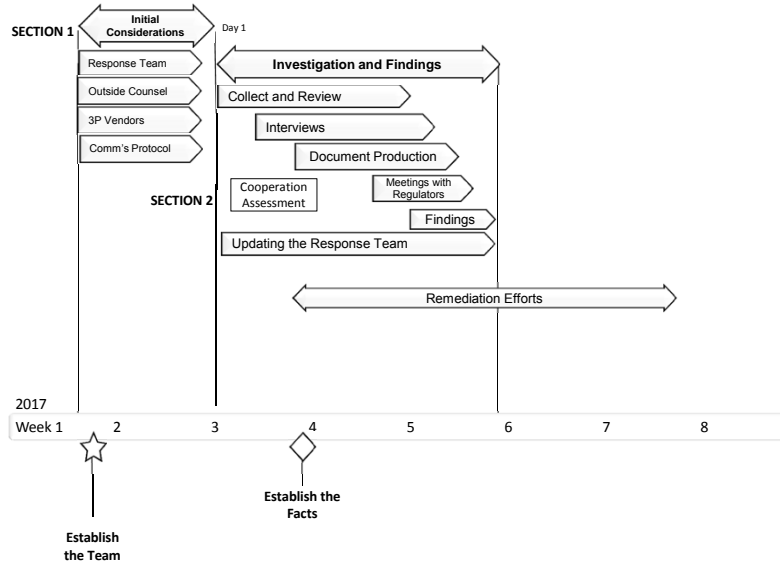 SECTION 1
Initial
Considerations
Day 1
Response Team
Outside Counsel
3P Vendors
Comm's Protocol
Investigation and Findings
Collect and Review
Interviews
Document Production
SECTION 2
Cooperation
Assessment
Meetings with
Regulators
Findings
Updating the Response Team
Remediation Efforts
2017
Week 1 2 3 4 5 6 7 8
Establish the
Facts
Establish
the Team